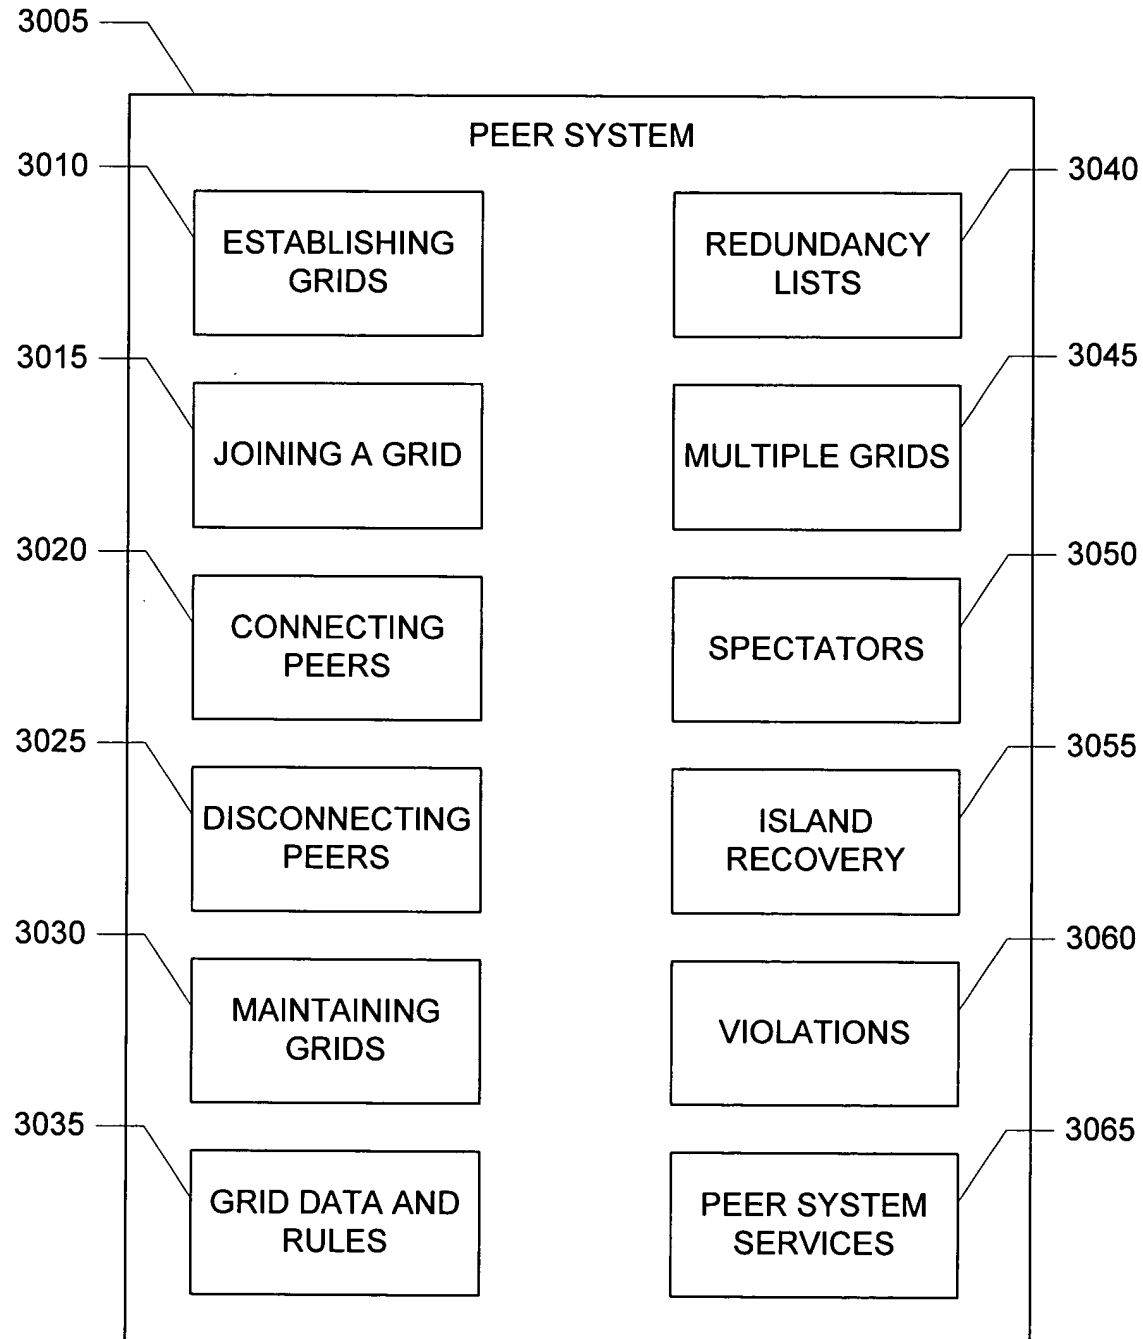 3005
PEER SYSTEM
3010
ESTABLISHING
GRIDS
3015
JOINING A GRID
3020
CONNECTING
PEERS
3025
DISCONNECTING
PEERS
3030
MAINTAINING
GRIDS
3035
GRID DATA AND
RULES
3040
REDUNDANCY
LISTS
3045
MULTIPLE GRIDS
3050
SPECTATORS
3055
ISLAND
RECOVERY
3060
VIOLATIONS
3065
PEER SYSTEM
SERVICES